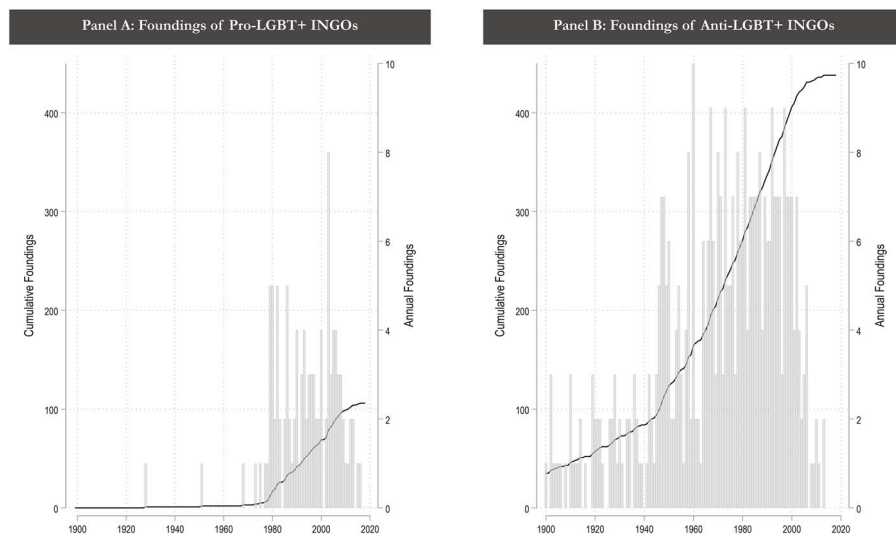 Panel A: Foundings of Pro-LGBT+ INGOs
Cumulative Foundings
400
300
200
100
0
10
8
6
4
2
0
Annual Foundings
1900 1920 1940 1960 1980 2000 2020
Panel B: Foundings of Anti-LGBT+ INGOs
Cumulative Foundings
400
300
200
100
0
10
8
6
4
2
0
Annual Foundings
1900 1920 1940 1960 1980 2000 2020